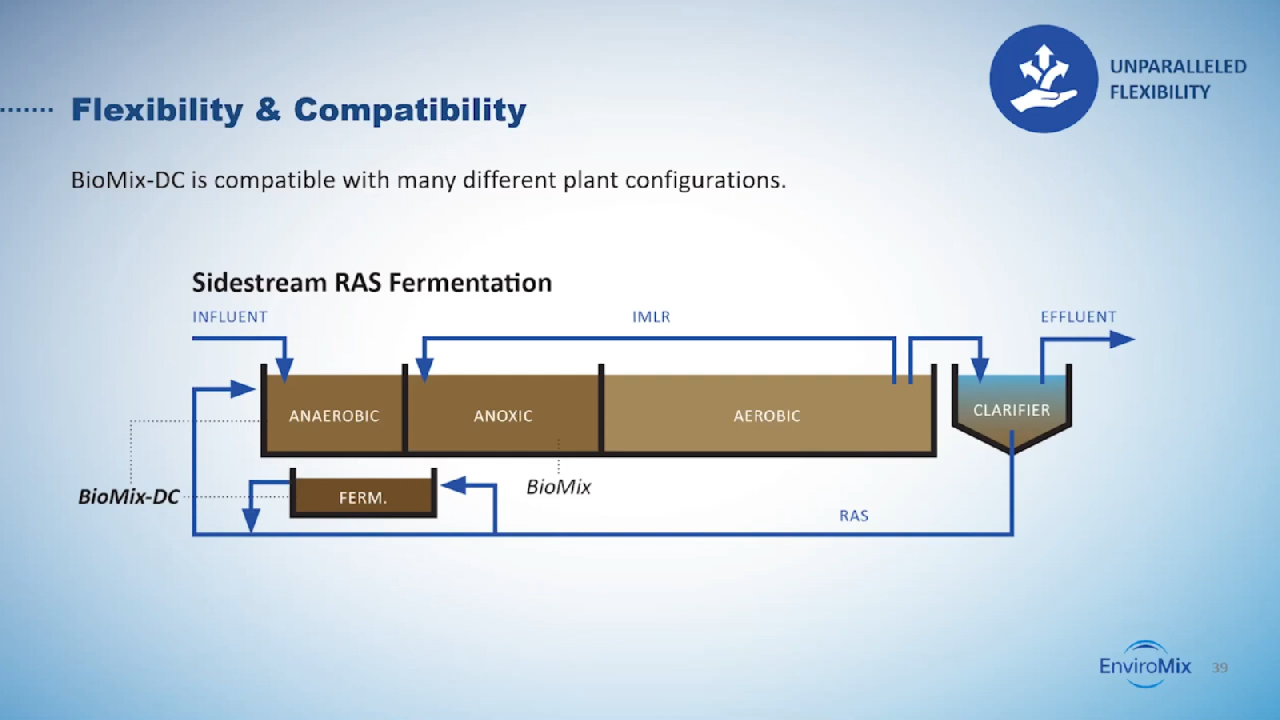 UNPARALLELED
FLEXIBILITY
Flexibility & Compatibility
BioMix-DC is compatible with many different plant configurations.
Sidestream RAS Fermentation
INFLUENT
IMLR
EFFLUENT
ANAEROBIC
ANOXIC
AEROBIC
CLARIFIER
BioMix-DC
FERM.
BioMix
RAS
EnviroMix
39